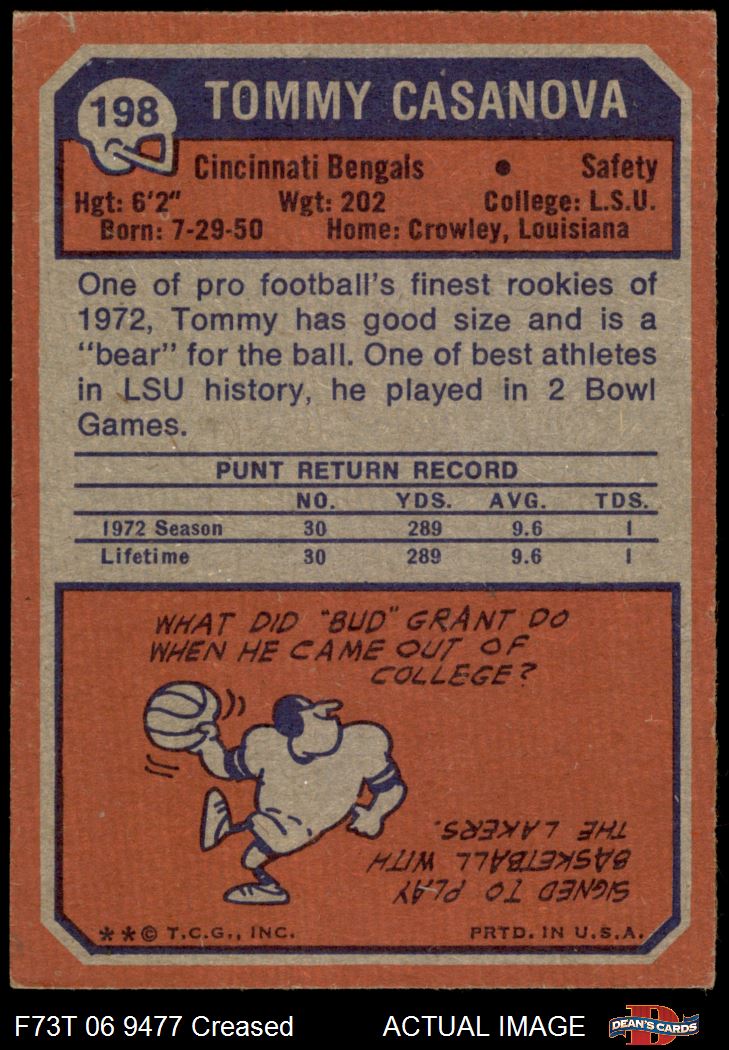 198
TOMMY CASANOVA
Cincinnati Bengals • Safety
Hgt: 6'2" Wgt: 202 College: L.S.U.
Born: 7-29-50 Home: Crowley, Louisiana
One of pro football's finest rookies of
1972, Tommy has good size and is a
"bear" for the ball. One of best athletes
in LSU history, he played in 2 Bowl
Games.
PUNT RETURN RECORD
NO. YDS. AVG. TDS.
1972 Season 30 289 9.6 1
Lifetime 30 289 9.6 1
WHAT DID "BUD" GRANT DO
WHEN HE CAME OUT OF
COLLEGE?
SIGNED TO PLAY
BASKETBALL WITH
THE LAKERS.
**© T.C.G., INC. PRTD. IN U.S.A.
F73T 06 9477 Creased ACTUAL IMAGE DEAN'S CARDS